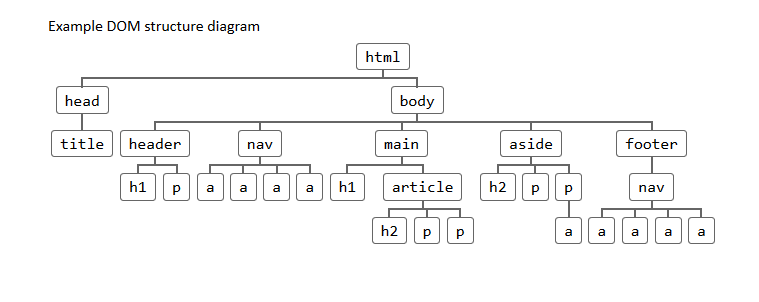 Example DOM structure diagram
html
head body
title header nav main aside footer
h1 p a a a a h1 article h2 p p nav
h2 p p a a a a a